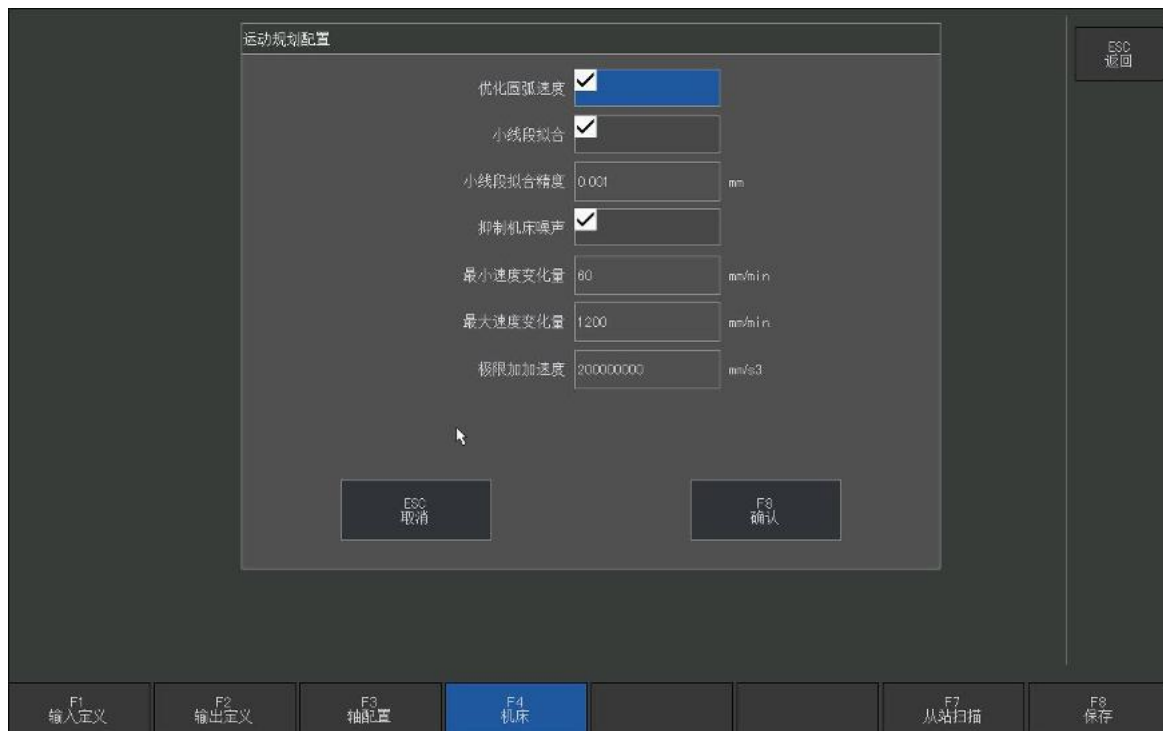 运动规划配置
ESC
返回
优化圆弧速度
小线段拟合
小线段拟合精度 0.001 mm
抑制机床噪声
最小速度变化量 60 mm/min
最大速度变化量 1200 mm/min
极限加加速度 200000000 mm/s3
ESC
取消
F8
确认
F1
输入定义
F2
输出定义
F3
轴配置
F4
机床
F7
从站扫描
F8
保存